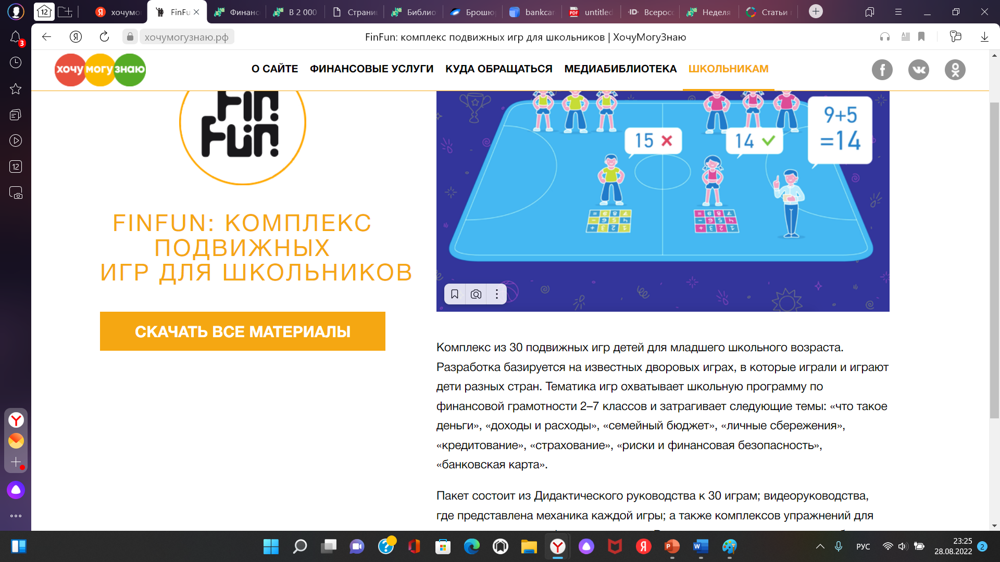 12
хочумо
FinFu
Финанс
В 2 000
Страни
Библио
Брошю
bankcar
untitled
Всеросс
Неделя
Статьи
3
хочумогузнаю.рф
FinFun: комплекс подвижных игр для школьников | ХочуМогуЗнаю
хочу могу знаю
О САЙТЕ ФИНАНСОВЫЕ УСЛУГИ КУДА ОБРАЩАТЬСЯ МЕДИАБИБЛИОТЕКА ШКОЛЬНИКАМ
12
Fin!
Fun!
9+5
=14
15
14
FINFUN: КОМПЛЕКС
ПОДВИЖНЫХ
ИГР ДЛЯ ШКОЛЬНИКОВ
СКАЧАТЬ ВСЕ МАТЕРИАЛЫ
Комплекс из 30 подвижных игр детей для младшего школьного возраста.
Разработка базируется на известных дворовых играх, в которые играли и играют
дети разных стран. Тематика игр охватывает школьную программу по
финансовой грамотности 2–7 классов и затрагивает следующие темы: «что такое
деньги», «доходы и расходы», «семейный бюджет», «личные сбережения»,
«кредитование», «страхование», «риски и финансовая безопасность»,
«банковская карта».
Пакет состоит из Дидактического руководства к 30 играм; видеоруководства,
где представлена механика каждой игры; а также комплексов упражнений для
РУС
23:25
28.08.2022
2